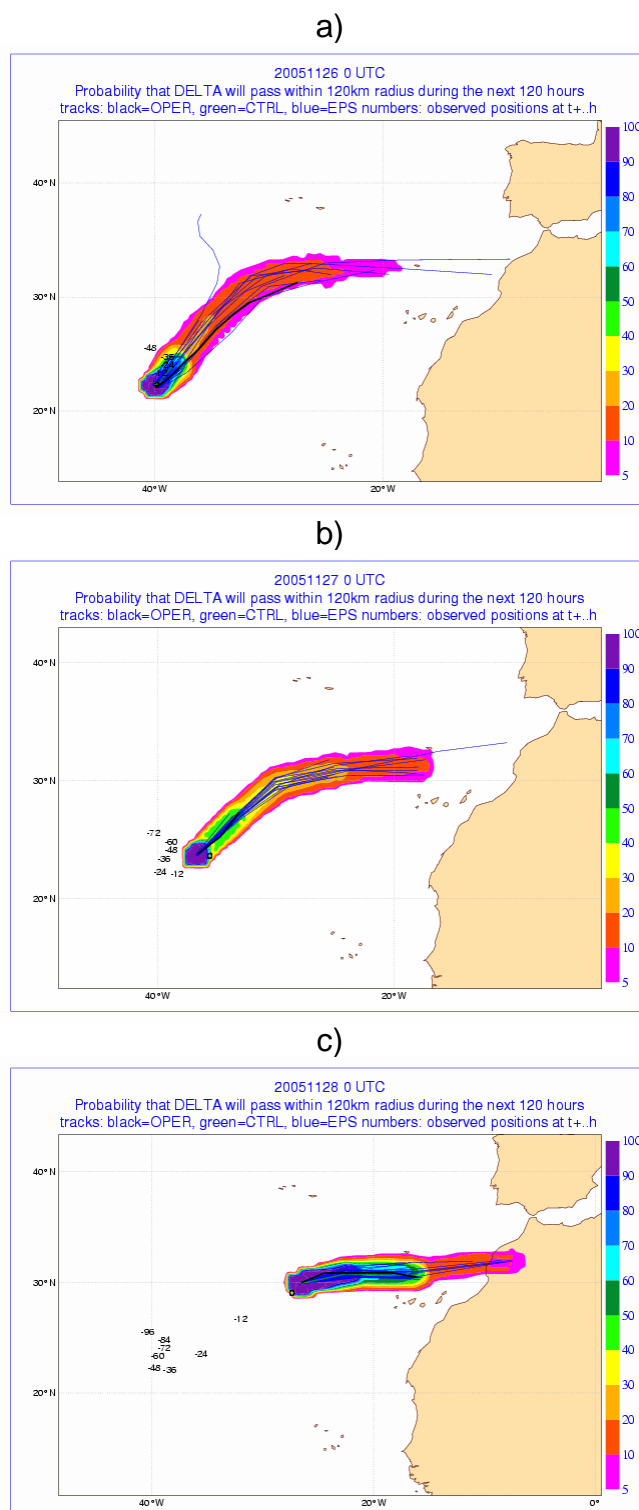 a)
20051126 0 UTC
Probability that DELTA will pass within 120km radius during the next 120 hours
tracks: black=OPER, green=CTRL, blue=EPS numbers: observed positions at t+..h
100
90
80
70
60
50
40
30
20
10
5
40°N
30°N
20°N
-48
-36
40°W
20°W
b)
20051127 0 UTC
Probability that DELTA will pass within 120km radius during the next 120 hours
tracks: black=OPER, green=CTRL, blue=EPS numbers: observed positions at t+..h
100
90
80
70
60
50
40
30
20
10
5
40°N
30°N
20°N
-72
-60
-48
-36
-24 -12
40°W
20°W
c)
20051128 0 UTC
Probability that DELTA will pass within 120km radius during the next 120 hours
tracks: black=OPER, green=CTRL, blue=EPS numbers: observed positions at t+..h
100
90
80
70
60
50
40
30
20
10
5
40°N
30°N
20°N
-12
-96
-84
-72
-60
-24
-48
-36
40°W
20°W
0°